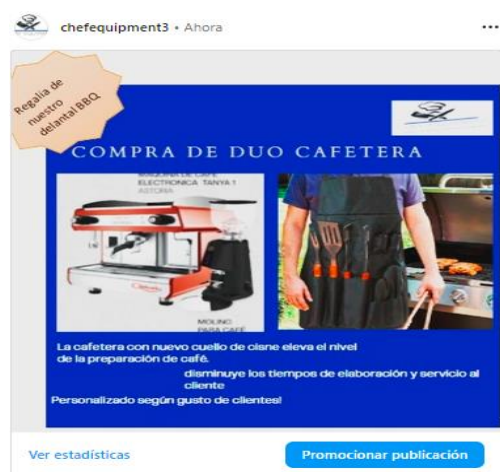 chefequipment3 • Ahora
Regalia de
nuestro
delantal BBQ
COMPRA DE DUO CAFETERA
MAQUINA DE CAFE
ELECTRONICA TANYA 1
ASTORIA
MOLINO
PARA CAFÉ
La cafetera con nuevo cuello de cisne eleva el nivel
de la preparación de café.
disminuye los tiempos de elaboración y servicio al
cliente
Personalizado según gusto de clientes!
Ver estadísticas
Promocionar publicación